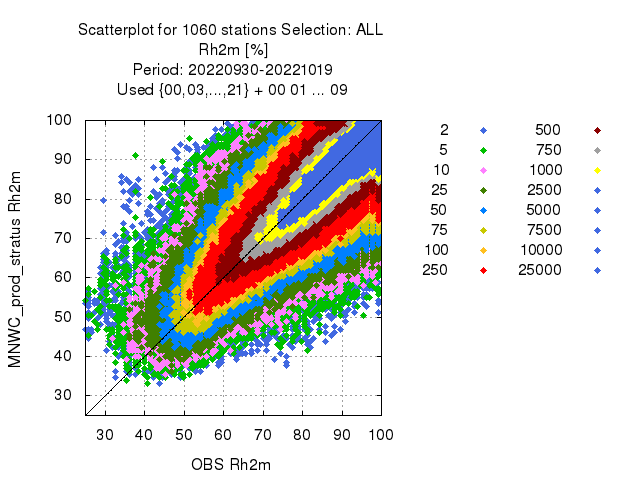 Scatterplot for 1060 stations Selection: ALL
Rh2m [%]
Period: 20220930-20221019
Used {00,03,...,21} + 00 01 ... 09
MNWC_prod_stratus Rh2m
100
90
80
70
60
50
40
30
30 40 50 60 70 80 90 100
OBS Rh2m
2 500
5 750
10 1000
25 2500
50 5000
75 7500
100 10000
250 25000